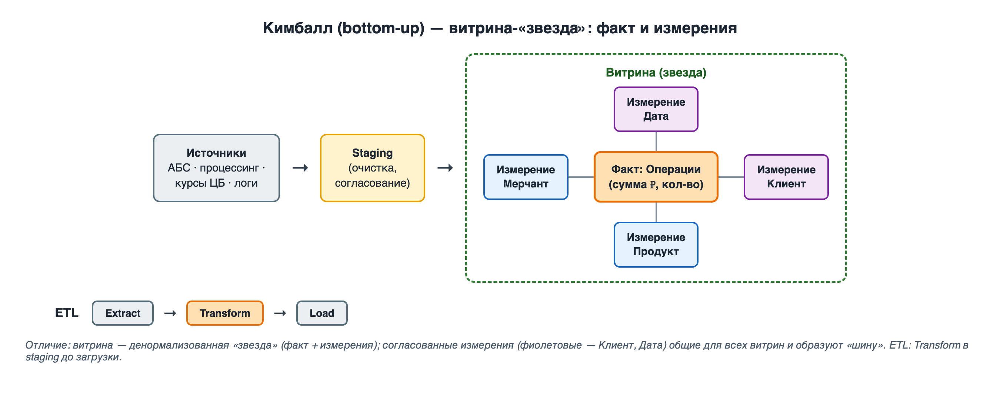 Кимбалл (bottom-up) — витрина-«звезда»: факт и измерения
Источники
АБС · процессинг ·
курсы ЦБ · логи
→
Staging
(очистка,
согласование)
→
Витрина (звезда)
Измерение
Дата
Измерение
Мерчант
Факт: Операции
(сумма ₽, кол-во)
Измерение
Клиент
Измерение
Продукт
ETL Extract → Transform → Load
Отличие: витрина — денормализованная «звезда» (факт + измерения); согласованные измерения (фиолетовые — Клиент, Дата) общие для всех витрин и образуют «шину». ETL: Transform в
staging до загрузки.